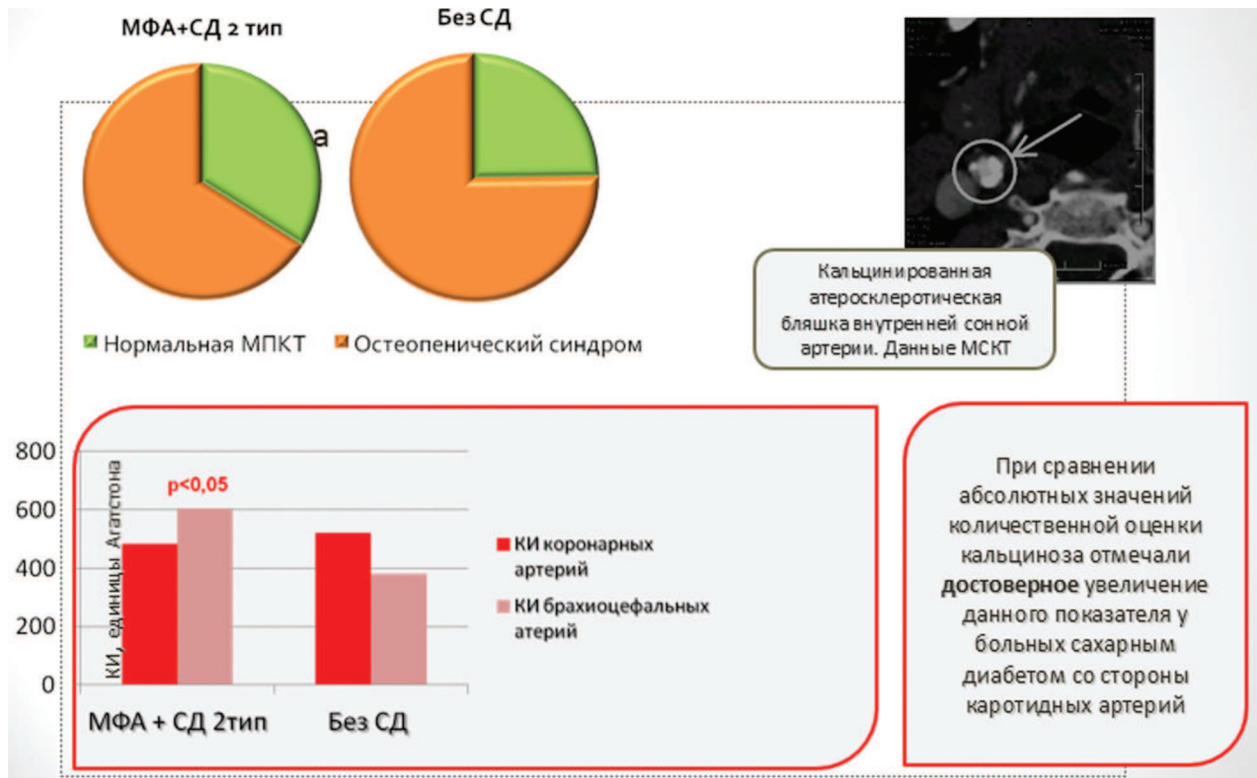 МФА+СД 2 тип
Без СД
а
Нормальная МПКТ
Остеопенический синдром
Кальцинированная
атеросклеротическая
бляшка внутренней сонной
артерии. Данные МСКТ
800
600
400
200
0
КИ, единицы Агатстона
p<0,05
МФА + СД 2тип
Без СД
КИ коронарных
артерий
КИ брахиоцефальных
атерий
При сравнении
абсолютных значений
количественной оценки
кальциноза отмечали
достоверное увеличение
данного показателя у
больных сахарным
диабетом со стороны
каротидных артерий